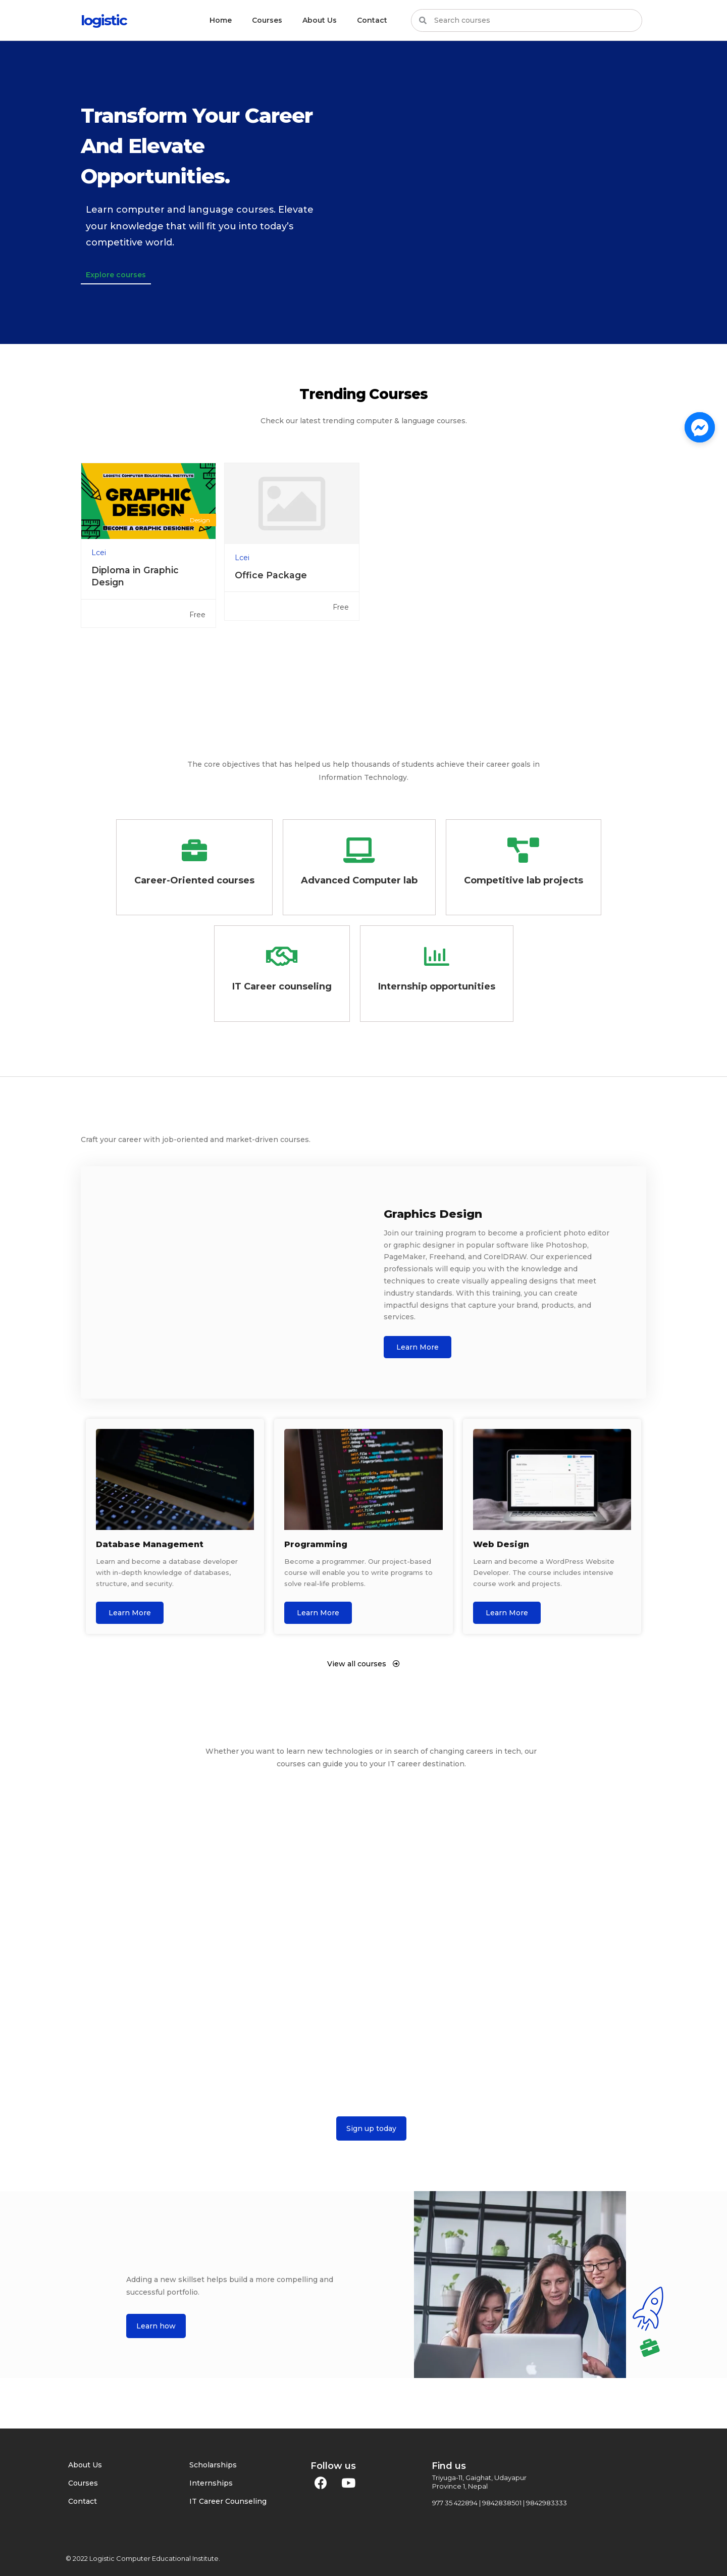 logistic
Home
Courses
About Us
Contact
Search courses
Transform Your Career
And Elevate
Opportunities.
Learn computer and language courses. Elevate
your knowledge that will fit you into today's
competitive world.
Explore courses
Trending Courses
Check our latest trending computer & language courses.
Logistic Computer Educational Institute
GRAPHIC
DESIGN
Design
BECOME A GRAPHIC DESIGNER
Lcei
Diploma in Graphic
Design
Free
Lcei
Office Package
Free
The core objectives that has helped us help thousands of students achieve their career goals in
Information Technology.
Career-Oriented courses
Advanced Computer lab
Competitive lab projects
IT Career counseling
Internship opportunities
Craft your career with job-oriented and market-driven courses.
Graphics Design
Join our training program to become a proficient photo editor
or graphic designer in popular software like Photoshop,
PageMaker, Freehand, and CorelDRAW. Our experienced
professionals will equip you with the knowledge and
techniques to create visually appealing designs that meet
industry standards. With this training, you can create
impactful designs that capture your brand, products, and
services.
Learn More
Database Management
Learn and become a database developer
with in-depth knowledge of databases,
structure, and security.
Learn More
Programming
Become a programmer. Our project-based
course will enable you to write programs to
solve real-life problems.
Learn More
Web Design
Learn and become a WordPress Website
Developer. The course includes intensive
course work and projects.
Learn More
View all courses
Whether you want to learn new technologies or in search of changing careers in tech, our
courses can guide you to your IT career destination.
Sign up today
Adding a new skillset helps build a more compelling and
successful portfolio.
Learn how
About Us
Courses
Contact
Scholarships
Internships
IT Career Counseling
Follow us
Find us
Triyuga-11, Gaighat, Udayapur
Province 1, Nepal
977 35 422894 | 9842838501 | 9842983333
© 2022 Logistic Computer Educational Institute.